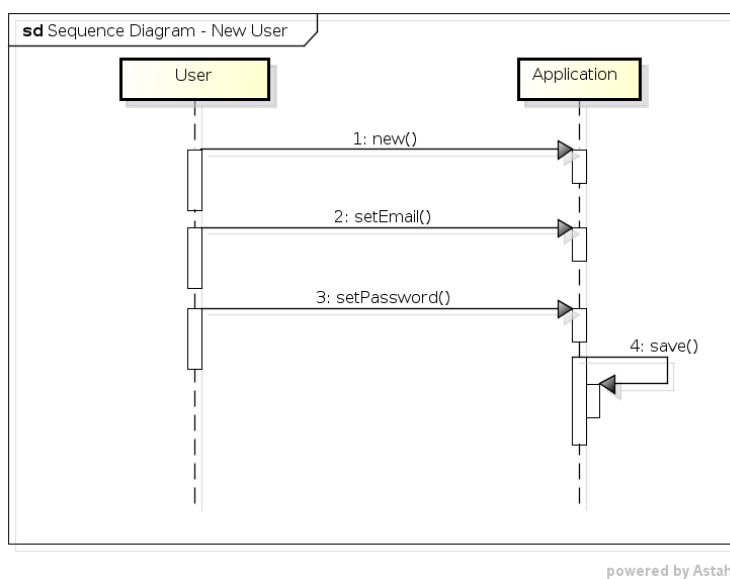 sd Sequence Diagram - New User
User
Application
1: new()
2: setEmail()
3: setPassword()
4: save()
powered by Astah